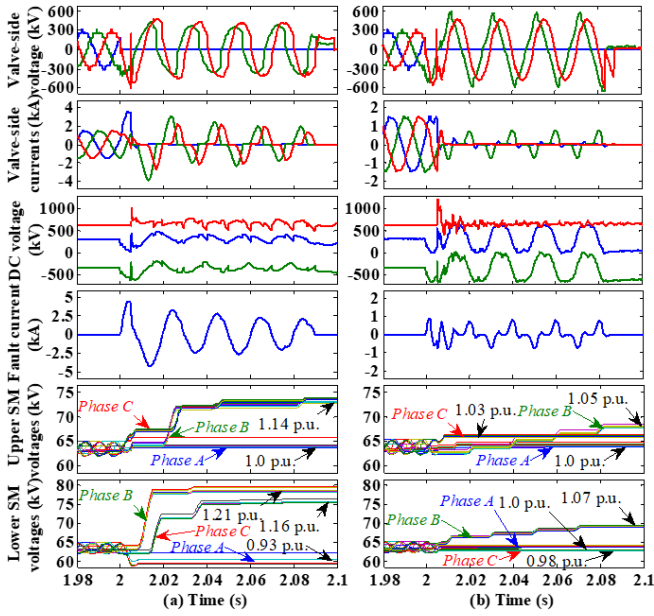 Valve-side voltage (kV)
600
300
0
-300
-600
600
300
0
-300
-600
Valve-side currents (kA)
4
2
0
-2
-4
2
1
0
-1
-2
DC voltage (kV)
1000
500
0
-500
1000
500
0
-500
Fault current (kA)
5
2.5
0
-2.5
-5
2
1
0
-1
-2
Upper SM voltages (kV)
75
70
65
60
Phase C
Phase B
Phase A
1.14 p.u.
1.0 p.u.
75
70
65
60
Phase C
1.03 p.u.
Phase B
1.05 p.u.
Phase A
1.0 p.u.
Lower SM voltages (kV)
80
75
70
65
60
Phase B
1.21 p.u.
Phase C
1.16 p.u.
Phase A
0.93 p.u.
80
75
70
65
60
Phase B
Phase A
1.0 p.u.
1.07 p.u.
Phase C
0.98 p.u.
1.98 2 2.02 2.04 2.06 2.08 2.1
1.98 2 2.02 2.04 2.06 2.08 2.1
(a) Time (s)
(b) Time (s)